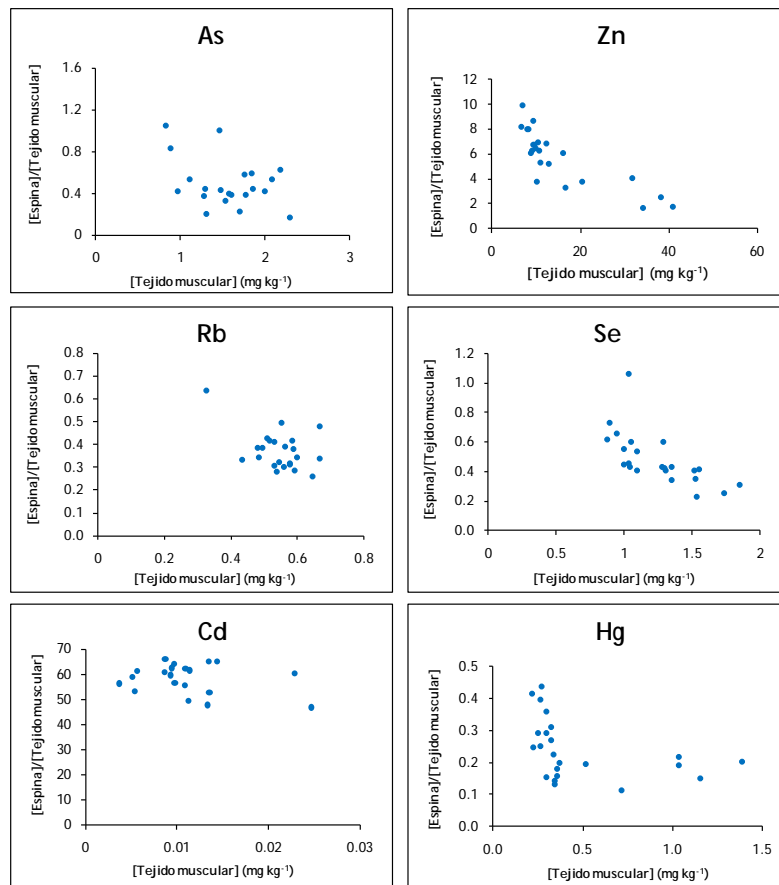 As
[Espina]/[Tejido muscular]
1.6
1.2
0.8
0.4
0
0 1 2 3
[Tejido muscular] (mg kg⁻¹)
Zn
[Espina]/[Tejido muscular]
12
10
8
6
4
2
0
0 20 40 60
[Tejido muscular] (mg kg⁻¹)
Rb
[Espina]/[Tejido muscular]
0.8
0.7
0.6
0.5
0.4
0.3
0.2
0.1
0.0
0 0.2 0.4 0.6 0.8
[Tejido muscular] (mg kg⁻¹)
Se
[Espina]/[Tejido muscular]
1.2
1.0
0.8
0.6
0.4
0.2
0.0
0 0.5 1 1.5 2
[Tejido muscular] (mg kg⁻¹)
Cd
[Espina]/[Tejido muscular]
70
60
50
40
30
20
10
0
0 0.01 0.02 0.03
[Tejido muscular] (mg kg⁻¹)
Hg
[Espina]/[Tejido muscular]
0.5
0.4
0.3
0.2
0.1
0.0
0.0 0.5 1.0 1.5
[Tejido muscular] (mg kg⁻¹)